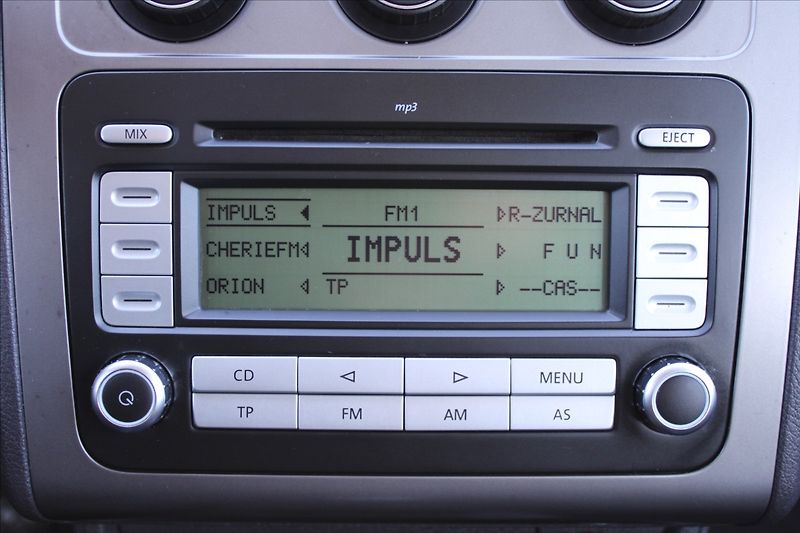 mp3
MIX
EJECT
IMPULS FM1 R-ZURNAL
CHERIEFM IMPULS F U N
ORION TP --CAS--
CD MENU
TP FM AM AS